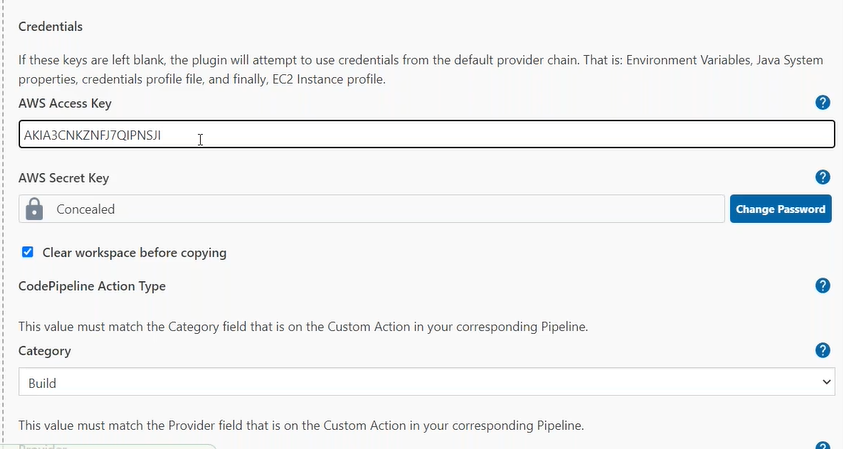 Credentials
If these keys are left blank, the plugin will attempt to use credentials from the default provider chain. That is: Environment Variables, Java System
properties, credentials profile file, and finally, EC2 Instance profile.
AWS Access Key
AKIA3CNKZNFJ7QIPNSJI
AWS Secret Key
Concealed
Change Password
Clear workspace before copying
CodePipeline Action Type
This value must match the Category field that is on the Custom Action in your corresponding Pipeline.
Category
Build
This value must match the Provider field that is on the Custom Action in your corresponding Pipeline.
Provider